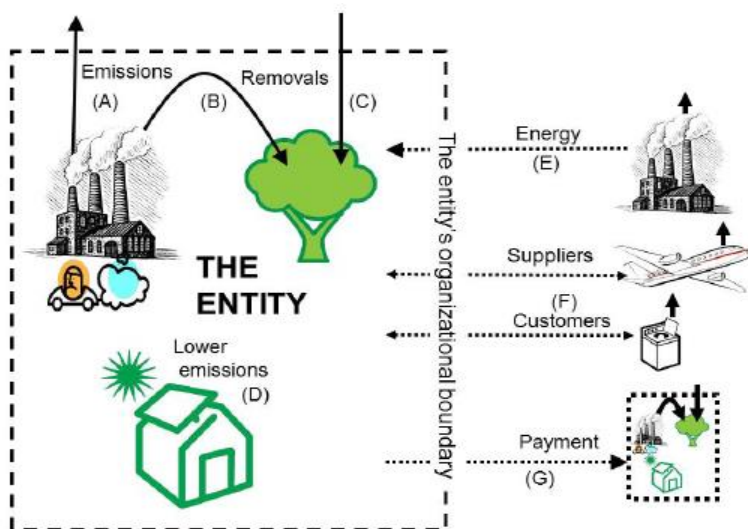 Emissions
(A)
(B)
Removals
(C)
THE
ENTITY
Lower
emissions
(D)
The entity's organizational boundary
Energy
(E)
Suppliers
(F)
Customers
Payment
(G)